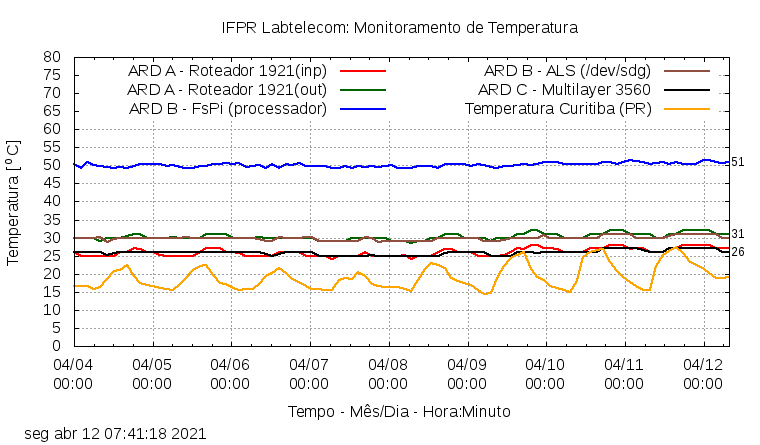 IFPR Labtelecom: Monitoramento de Temperatura
80
75
70
65
60
55
50
45
40
35
30
25
20
15
10
5
0
Temperatura [ ⁰ C]
ARD A - Roteador 1921(inp)
ARD A - Roteador 1921(out)
ARD B - FsPi (processador)
ARD B - ALS (/dev/sdg)
ARD C - Multilayer 3560
Temperatura Curitiba (PR)
51
31
26
04/04 04/05 04/06 04/07 04/08 04/09 04/10 04/11 04/12
00:00 00:00 00:00 00:00 00:00 00:00 00:00 00:00 00:00
Tempo - Mês/Dia - Hora:Minuto
seg abr 12 07:41:18 2021